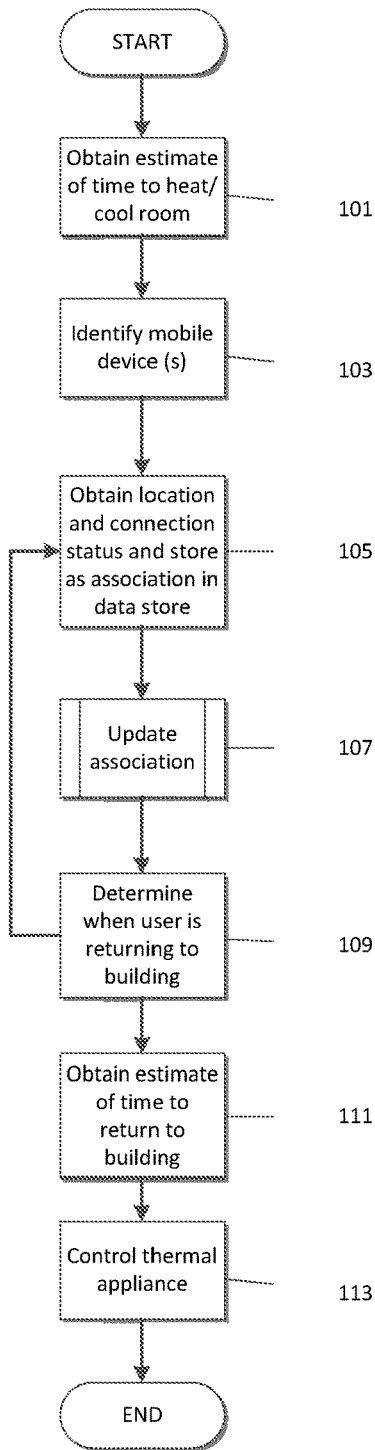 START
Obtain estimate
of time to heat/
cool room
101
Identify mobile
device (s)
103
Obtain location
and connection
status and store
as association in
data store
105
Update
association
107
Determine
when user is
returning to
building
109
Obtain estimate
of time to
return to
building
111
Control thermal
appliance
113
END